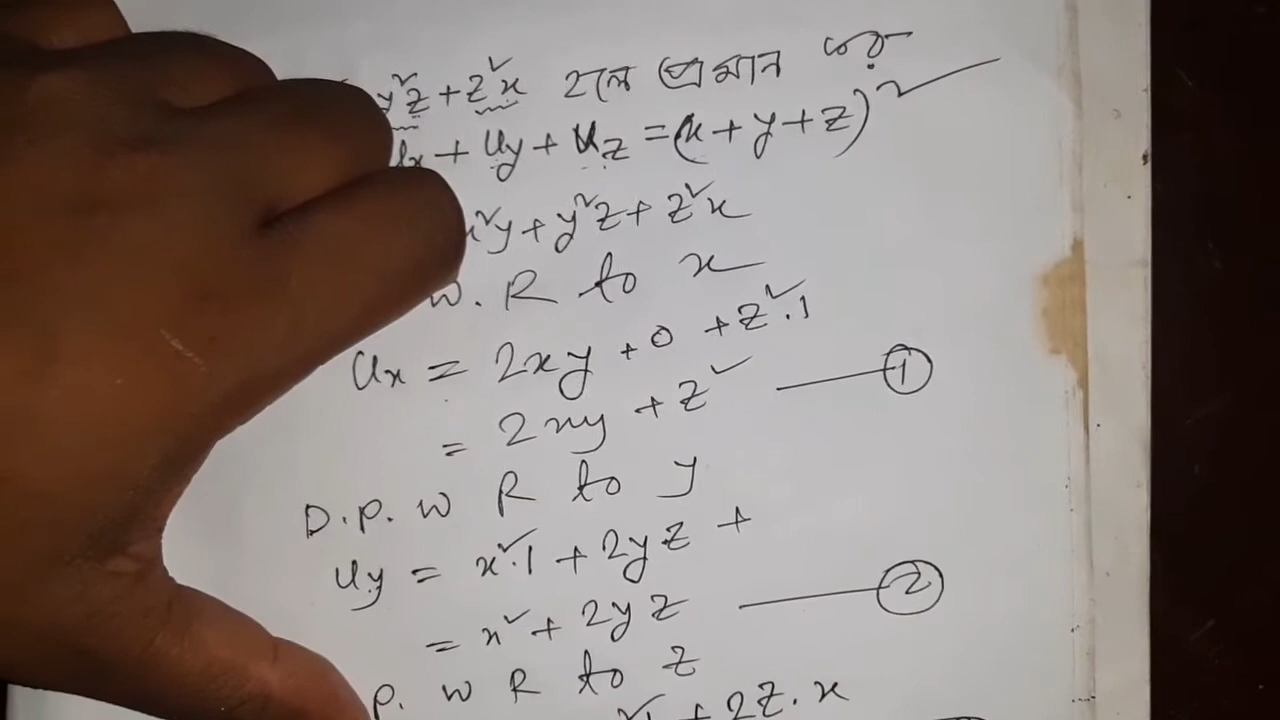 y²z + z²x হলে প্রমান কর
+ uy + uz = (x + y + z)²
x²y + y²z + z²x
W. R to x
ux = 2xy + 0 + z².1
= 2xy + z² —— ①
D.P. W R to y
uy = x².1 + 2yz +
= x² + 2yz —— ②
P. W R to z
+ 2z.x